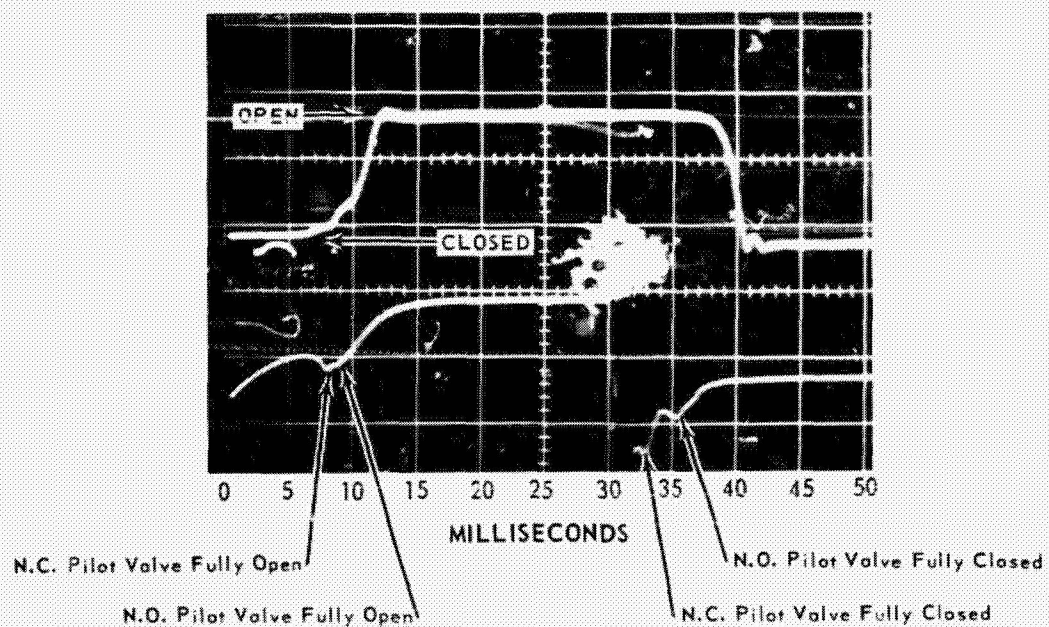 OPEN
CLOSED
0 5 10 15 20 25 30 35 40 45 50
MILLISECONDS
N.C. Pilot Valve Fully Open
N.O. Pilot Valve Fully Closed
N.O. Pilot Valve Fully Open
N.C. Pilot Valve Fully Closed